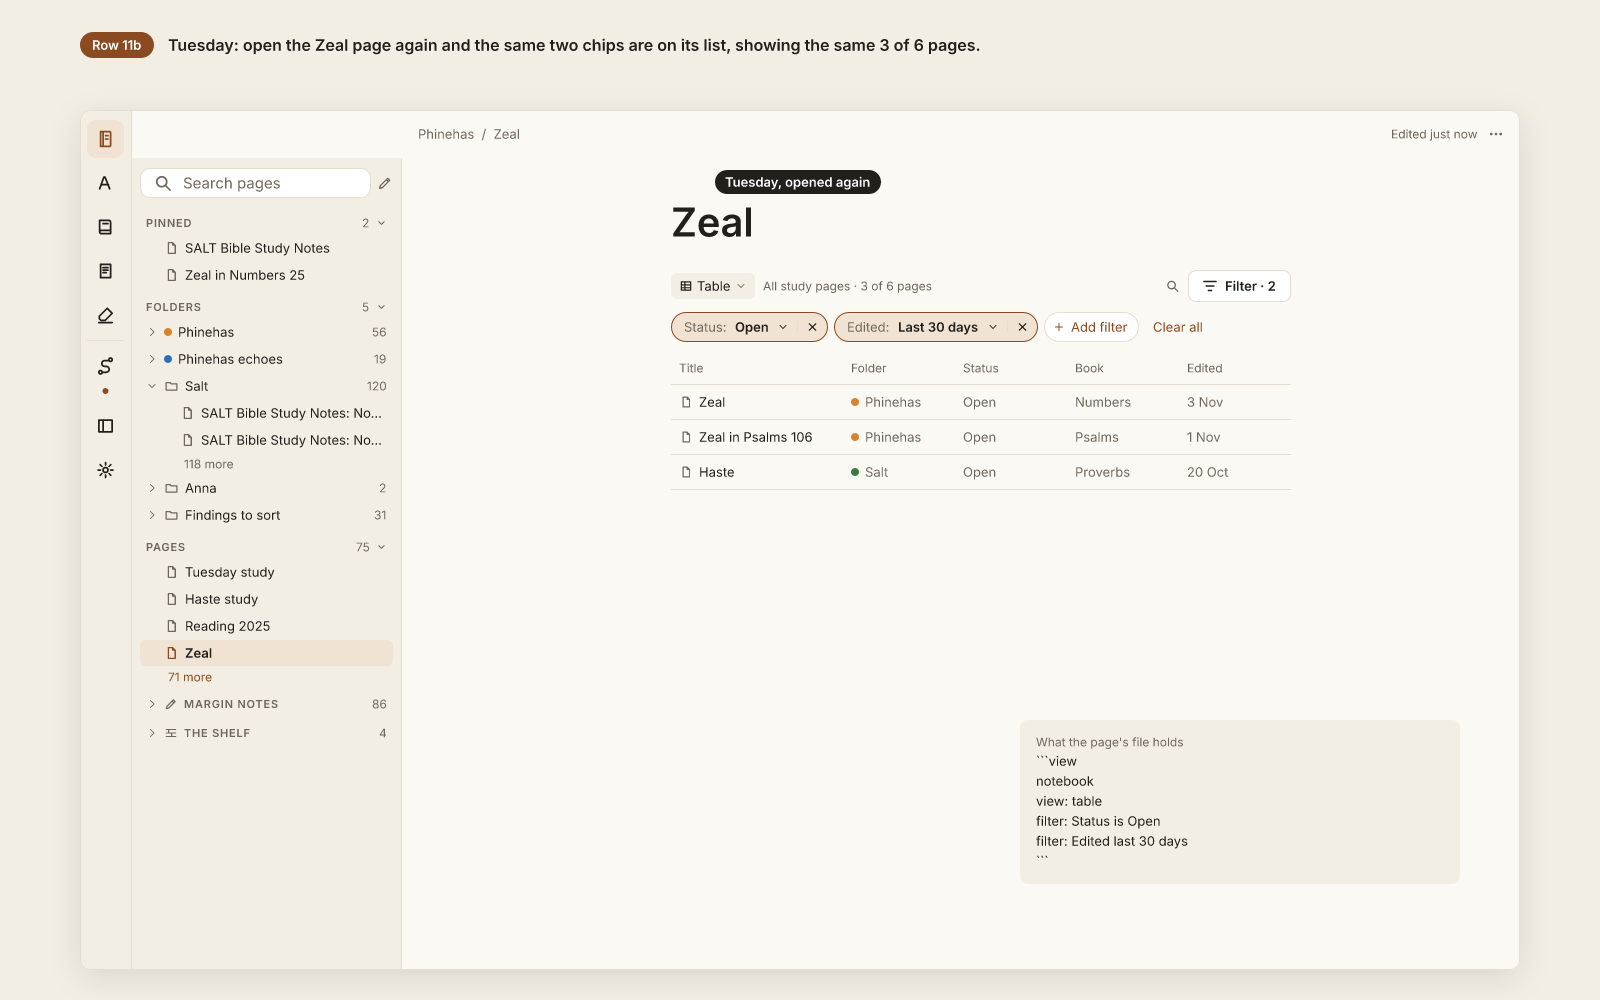 Row 11b
Tuesday: open the Zeal page again and the same two chips are on its list, showing the same 3 of 6 pages.
Phinehas / Zeal
Edited just now
A
Search pages
PINNED 2
SALT Bible Study Notes
Zeal in Numbers 25
FOLDERS 5
Phinehas 56
Phinehas echoes 19
Salt 120
SALT Bible Study Notes: No...
SALT Bible Study Notes: No...
118 more
Anna 2
Findings to sort 31
PAGES 75
Tuesday study
Haste study
Reading 2025
Zeal
71 more
MARGIN NOTES 86
THE SHELF 4
Tuesday, opened again
Zeal
Table All study pages · 3 of 6 pages Filter · 2
Status: Open Edited: Last 30 days + Add filter Clear all
Title Folder Status Book Edited
Zeal Phinehas Open Numbers 3 Nov
Zeal in Psalms 106 Phinehas Open Psalms 1 Nov
Haste Salt Open Proverbs 20 Oct
What the page's file holds
```view
notebook
view: table
filter: Status is Open
filter: Edited last 30 days
```